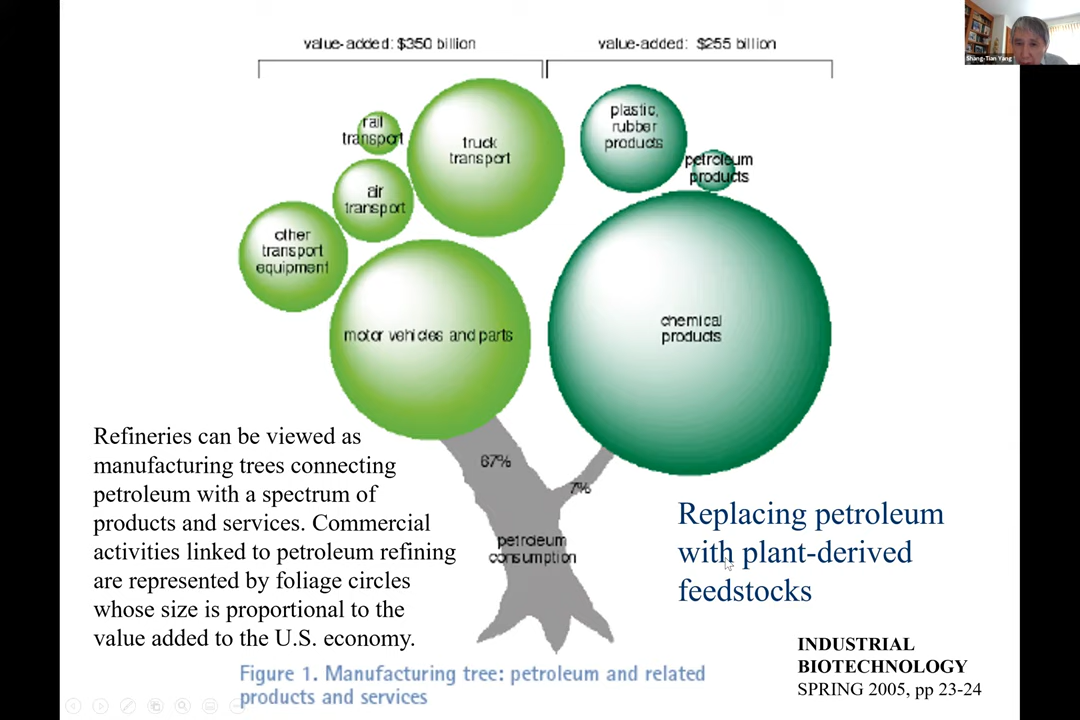 value-added: $350 billion
value-added: $255 billion
Shang-Tian Yang
rail
transport
truck
transport
plastic,
rubber
products
petroleum
products
air
transport
other
transport
equipment
motor vehicles and parts
chemical
products
67%
7%
petroleum
consumption
Refineries can be viewed as
manufacturing trees connecting
petroleum with a spectrum of
products and services. Commercial
activities linked to petroleum refining
are represented by foliage circles
whose size is proportional to the
value added to the U.S. economy.
Replacing petroleum
with plant-derived
feedstocks
INDUSTRIAL
BIOTECHNOLOGY
SPRING 2005, pp 23-24
Figure 1. Manufacturing tree: petroleum and related
products and services